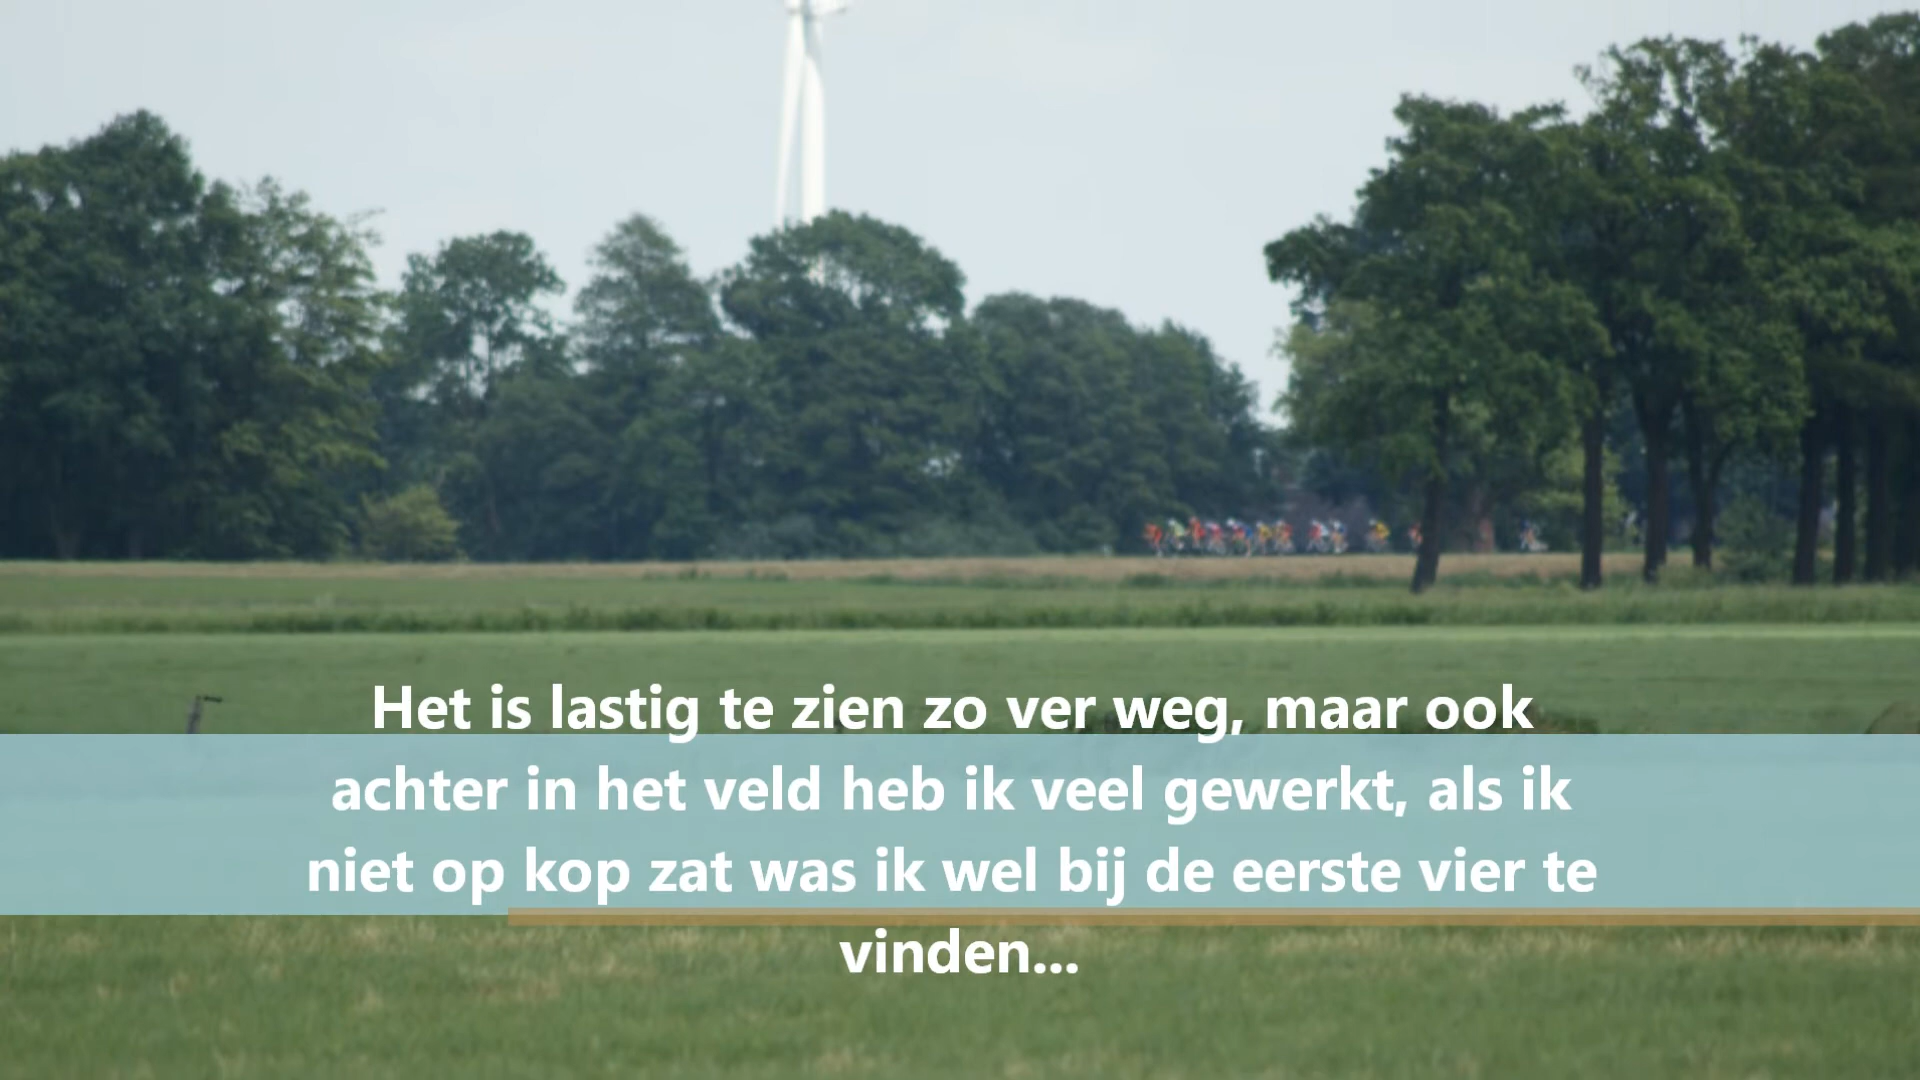 Het is lastig te zien zo ver weg, maar ook
achter in het veld heb ik veel gewerkt, als ik
niet op kop zat was ik wel bij de eerste vier te
vinden...